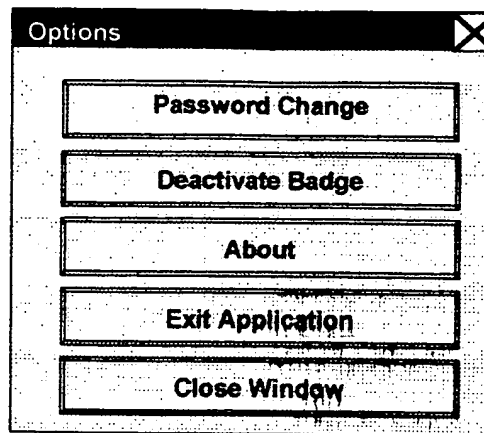 Options
Password Change
Deactivate Badge
About
Exit Application
Close Window